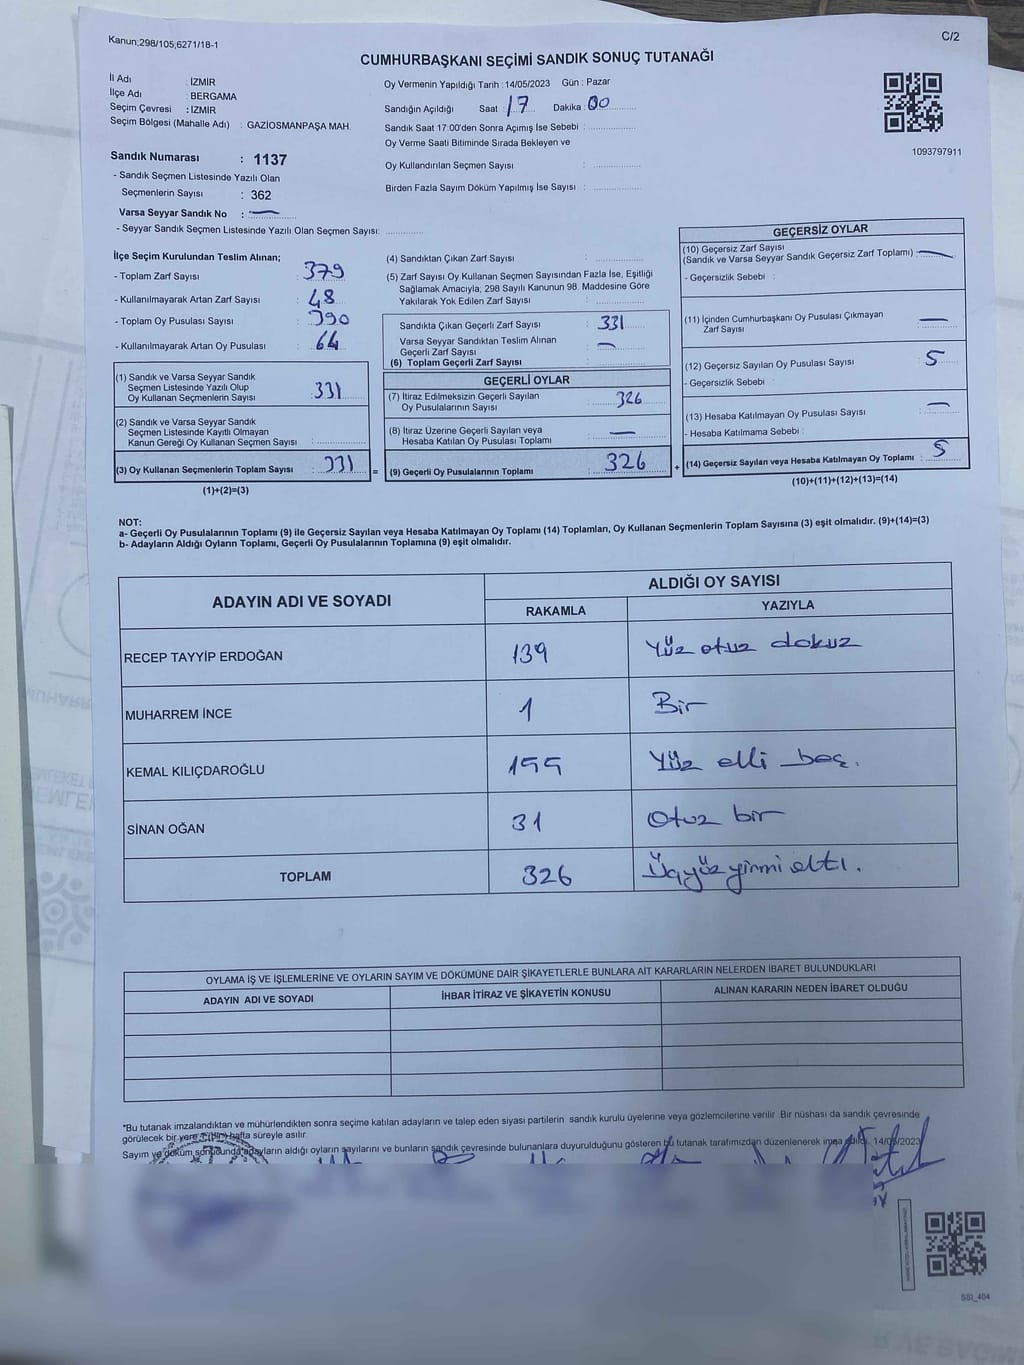 Kanun;298/105;6271/18-1
C/2
CUMHURBAŞKANI SEÇİMİ SANDIK SONUÇ TUTANAĞI
İl Adı : İZMİR
İlçe Adı : BERGAMA
Seçim Çevresi : İZMİR
Seçim Bölgesi (Mahalle Adı) : GAZİOSMANPAŞA MAH.
Sandık Numarası : 1137
- Sandık Seçmen Listesinde Yazılı Olan
Seçmenlerin Sayısı : 362
Varsa Seyyar Sandık No : —
- Seyyar Sandık Seçmen Listesinde Yazılı Olan Seçmen Sayısı:
Oy Vermenin Yapıldığı Tarih : 14/05/2023 Gün : Pazar
Sandığın Açıldığı Saat 17 Dakika : 00
Sandık Saat 17:00'den Sonra Açımış İse Sebebi :
Oy Verme Saati Bitiminde Sırada Bekleyen ve
Oy Kullandırılan Seçmen Sayısı :
Birden Fazla Sayım Döküm Yapılmış İse Sayısı :
1093797911
İlçe Seçim Kurulundan Teslim Alınan;
- Toplam Zarf Sayısı : 379
- Kullanılmayarak Artan Zarf Sayısı : 48
- Toplam Oy Pusulası Sayısı : 390
- Kullanılmayarak Artan Oy Pusulası : 64
(1) Sandık ve Varsa Seyyar Sandık
Seçmen Listesinde Yazılı Olup
Oy Kullanan Seçmenlerin Sayısı : 331
(2) Sandık ve Varsa Seyyar Sandık
Seçmen Listesinde Kayıtlı Olmayan
Kanun Gereği Oy Kullanan Seçmen Sayısı :
(3) Oy Kullanan Seçmenlerin Toplam Sayısı : 331
(1)+(2)=(3)
=
(4) Sandıktan Çıkan Zarf Sayısı :
(5) Zarf Sayısı Oy Kullanan Seçmen Sayısından Fazla İse, Eşitliği
Sağlamak Amacıyla; 298 Sayılı Kanunun 98. Maddesine Göre
Yakılarak Yok Edilen Zarf Sayısı :
Sandıkta Çıkan Geçerli Zarf Sayısı : 331
Varsa Seyyar Sandıktan Teslim Alınan
Geçerli Zarf Sayısı : —
(6) Toplam Geçerli Zarf Sayısı :
GEÇERLİ OYLAR
(7) İtiraz Edilmeksizin Geçerli Sayılan
Oy Pusulalarının Sayısı : 326
(8) İtiraz Üzerine Geçerli Sayılan veya
Hesaba Katılan Oy Pusulası Toplamı : —
(9) Geçerli Oy Pusulalarının Toplamı : 326
+
GEÇERSİZ OYLAR
(10) Geçersiz Zarf Sayısı
(Sandık ve Varsa Seyyar Sandık Geçersiz Zarf Toplamı) : —
- Geçersizlik Sebebi :
(11) İçinden Cumhurbaşkanı Oy Pusulası Çıkmayan
Zarf Sayısı : —
(12) Geçersiz Sayılan Oy Pusulası Sayısı : 5
- Geçersizlik Sebebi :
(13) Hesaba Katılmayan Oy Pusulası Sayısı : —
- Hesaba Katılmama Sebebi :
(14) Geçersiz Sayılan veya Hesaba Katılmayan Oy Toplamı : 5
(10)+(11)+(12)+(13)=(14)
NOT:
a- Geçerli Oy Pusulalarının Toplamı (9) ile Geçersiz Sayılan veya Hesaba Katılmayan Oy Toplamı (14) Toplamları, Oy Kullanan Seçmenlerin Toplam Sayısına (3) eşit olmalıdır. (9)+(14)=(3)
b- Adayların Aldığı Oyların Toplamı, Geçerli Oy Pusulalarının Toplamına (9) eşit olmalıdır.
ADAYIN ADI VE SOYADI
ALDIĞI OY SAYISI
RAKAMLA YAZIYLA
RECEP TAYYİP ERDOĞAN 139 Yüz otuz dokuz
MUHARREM İNCE 1 Bir
KEMAL KILIÇDAROĞLU 155 Yüz elli beş.
SİNAN OĞAN 31 Otuz bir
TOPLAM 326 Üçyüz yirmi altı.
OYLAMA İŞ VE İŞLEMLERİNE VE OYLARIN SAYIM VE DÖKÜMÜNE DAİR ŞİKAYETLERLE BUNLARA AİT KARARLARIN NELERDEN İBARET BULUNDUKLARI
ADAYIN ADI VE SOYADI İHBAR İTİRAZ VE ŞİKAYETİN KONUSU ALINAN KARARIN NEDEN İBARET OLDUĞU
*Bu tutanak imzalandıktan ve mühürlendikten sonra seçime katılan adayların ve talep eden siyasi partilerin sandık kurulu üyelerine veya gözlemcilerine verilir. Bir nüshası da sandık çevresinde
görülecek bir yere 1 (bir) hafta süreyle asılır.
Sayım ve döküm sonucunda adayların aldığı oyların sayılarını ve bunların sandık çevresinde bulunanlara duyurulduğunu gösteren bu tutanak tarafımızdan düzenlenerek imza edildi. 14/05/2023
SSI_404